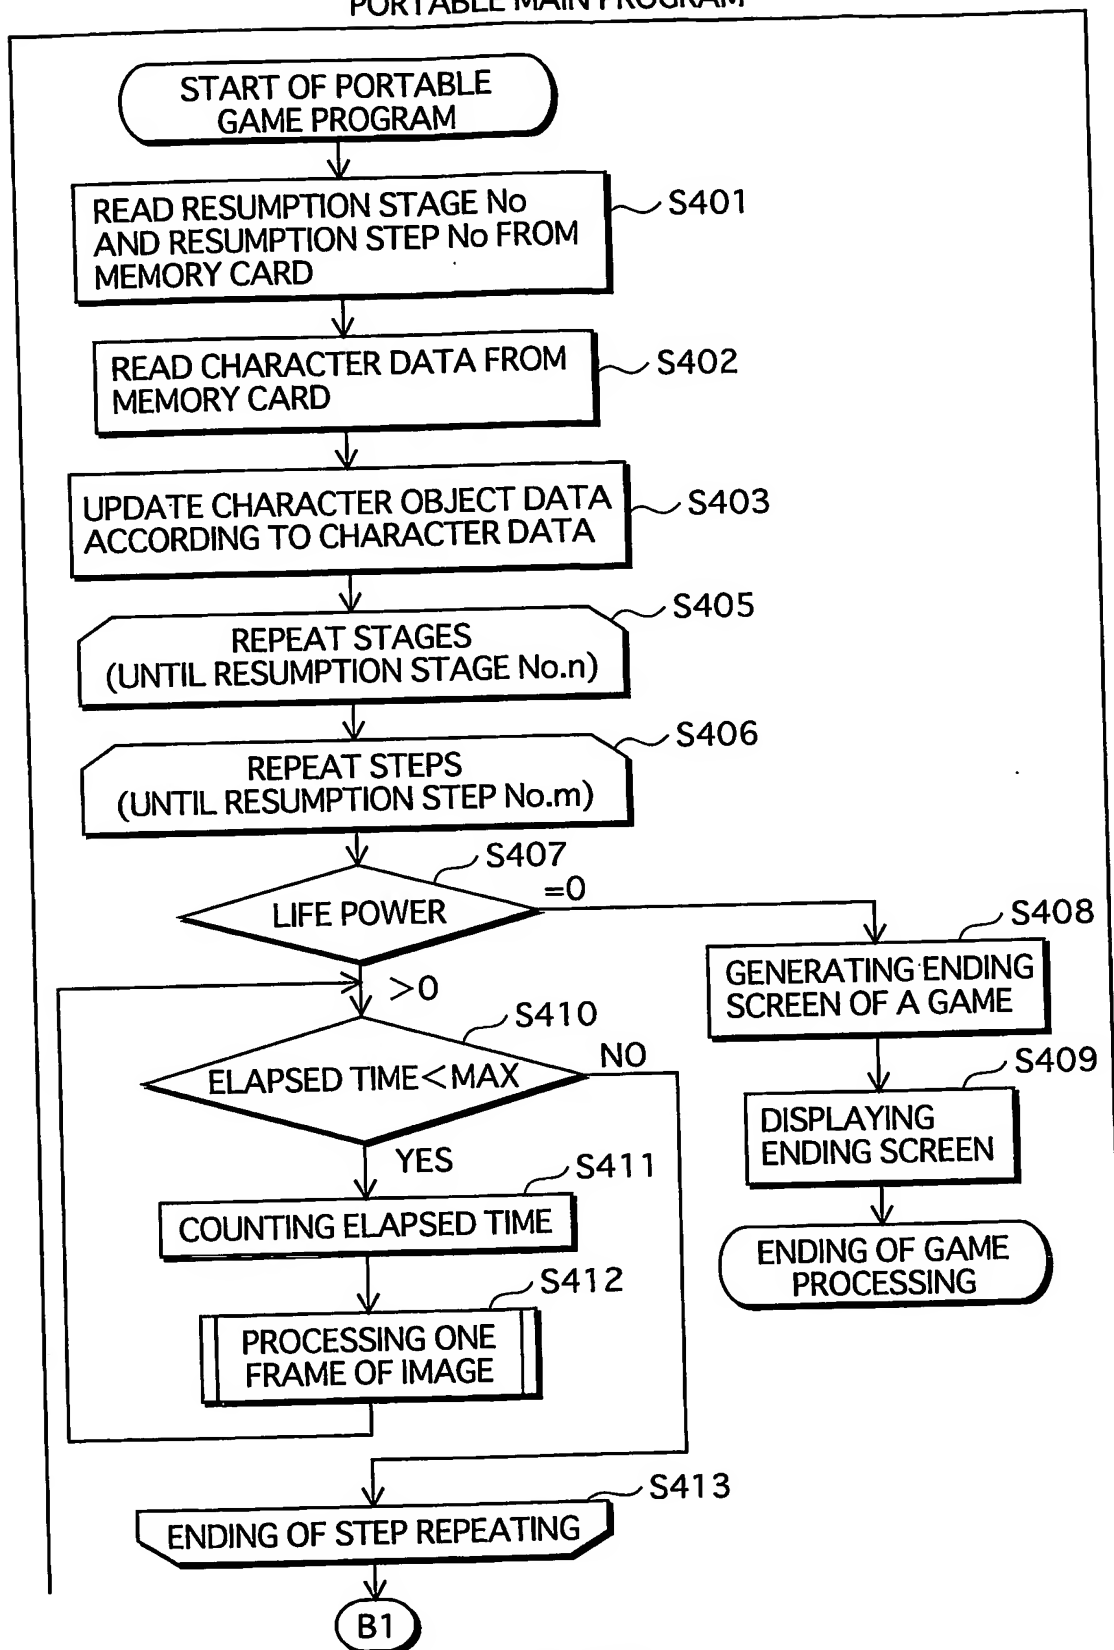 PORTABLE MAIN PROGRAM
START OF PORTABLE
GAME PROGRAM
READ RESUMPTION STAGE No
AND RESUMPTION STEP No FROM
MEMORY CARD
S401
READ CHARACTER DATA FROM
MEMORY CARD
S402
UPDATE CHARACTER OBJECT DATA
ACCORDING TO CHARACTER DATA
S403
REPEAT STAGES
(UNTIL RESUMPTION STAGE No.n)
S405
REPEAT STEPS
(UNTIL RESUMPTION STEP No.m)
S406
LIFE POWER
S407
=0
S408
GENERATING ENDING
SCREEN OF A GAME
>0
S410
ELAPSED TIME<MAX
NO
S409
DISPLAYING
ENDING SCREEN
YES
S411
COUNTING ELAPSED TIME
ENDING OF GAME
PROCESSING
S412
PROCESSING ONE
FRAME OF IMAGE
S413
ENDING OF STEP REPEATING
B1